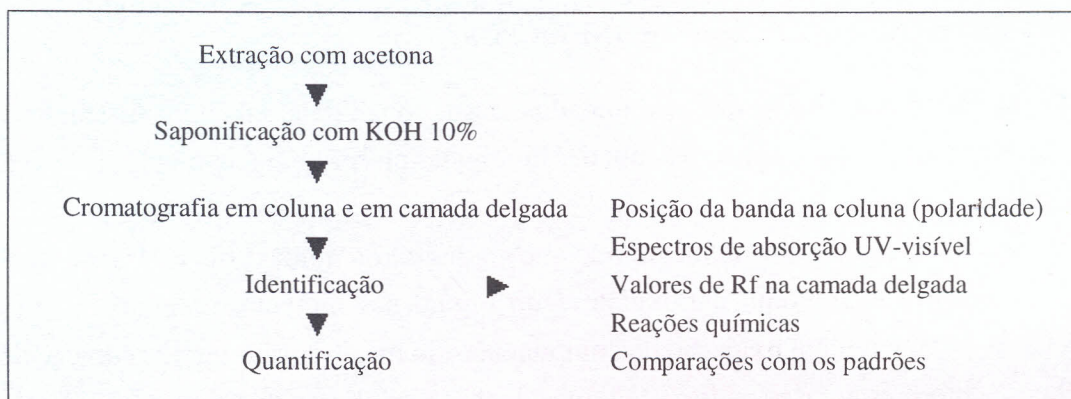 Extração com acetona
Saponificação com KOH 10%
Cromatografia em coluna e em camada delgada
Posição da banda na coluna (polaridade)
Espectros de absorção UV-visível
Identificação
Valores de Rf na camada delgada
Reações químicas
Quantificação
Comparações com os padrões